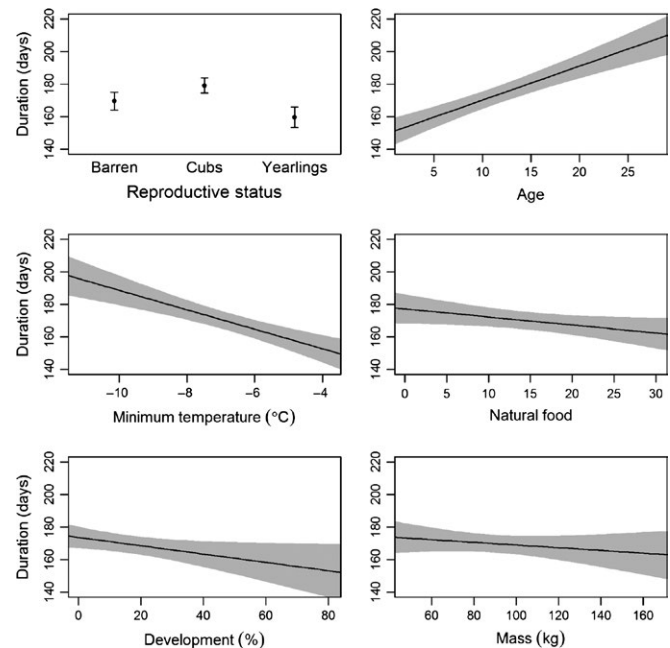 Duration (days)
140 160 180 200 220
Barren Cubs Yearlings
Reproductive status
140 160 180 200 220
5 10 15 20 25
Age
Duration (days)
140 160 180 200 220
−10 −8 −6 −4
Minimum temperature (°C)
140 160 180 200 220
0 5 10 15 20 25 30
Natural food
Duration (days)
140 160 180 200 220
0 20 40 60 80
Development (%)
140 160 180 200 220
60 80 100 120 140 160
Mass (kg)